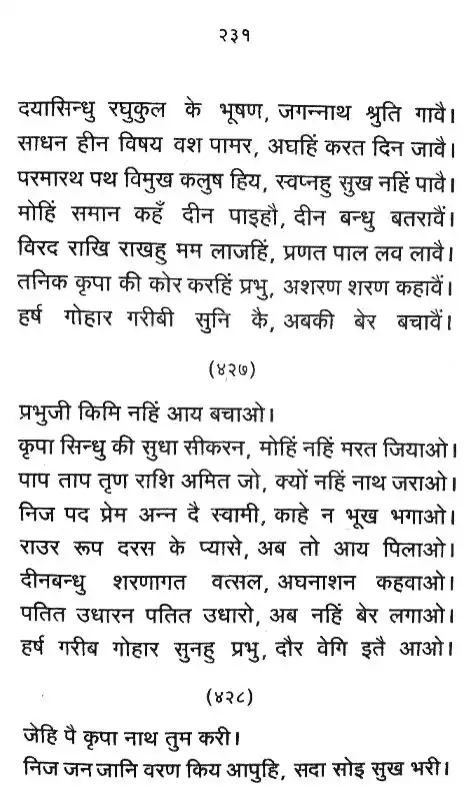 २३१
दयासिन्धु रघुकुल के भूषण, जगन्नाथ श्रुति गावै।
साधन हीन विषय वश पामर, अघहिं करत दिन जावै।
परमारथ पथ विमुख कलुष हिय, स्वप्नहु सुख नहिं पावै।
मोहिं समान कहँ दीन पाइहौ, दीन बन्धु बतरावैं।
विरद राखि राखहु मम लाजहिं, प्रणत पाल लव लावै।
तनिक कृपा की कोर करहिं प्रभु, अशरण शरण कहावैं।
हर्ष गोहार गरीबी सुनि कै, अबकी बेर बचावैं।
(४२७)
प्रभुजी किमि नहिं आय बचाओ।
कृपा सिन्धु की सुधा सीकरन, मोहिं नहिं मरत जियाओ।
पाप ताप तृण राशि अमित जो, क्यों नहिं नाथ जराओ।
निज पद प्रेम अन्न दै स्वामी, काहे न भूख भगाओ।
राउर रूप दरस के प्यासे, अब तो आय पिलाओ।
दीनबन्धु शरणागत वत्सल, अघनाशन कहवाओ।
पतित उधारन पतित उधारो, अब नहिं बेर लगाओ।
हर्ष गरीब गोहार सुनहु प्रभु, दौर वेगि इतै आओ।
(४२८)
जेहि पै कृपा नाथ तुम करी।
निज जन जानि वरण किय आपुहि, सदा सोइ सुख भरी।